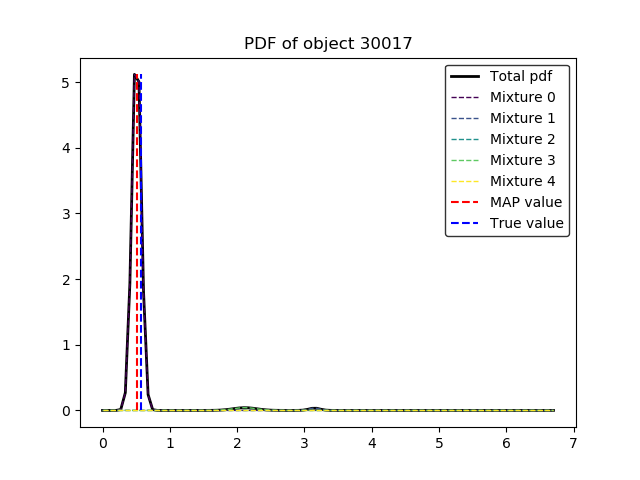 PDF of object 30017
Total pdf
Mixture 0
Mixture 1
Mixture 2
Mixture 3
Mixture 4
MAP value
True value
5
4
3
2
1
0
0 1 2 3 4 5 6 7